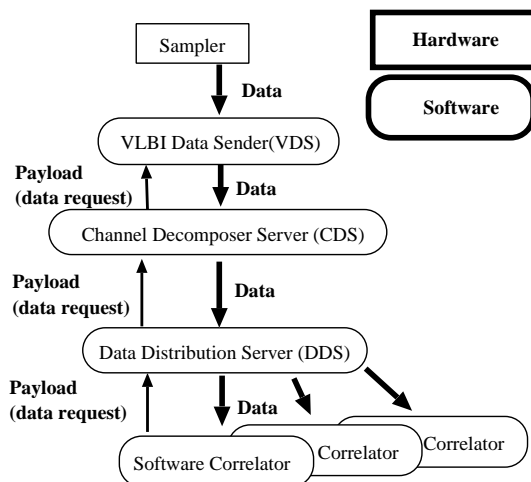 Sampler
Hardware
Software
Data
VLBI Data Sender(VDS)
Payload
(data request)
Data
Channel Decomposer Server (CDS)
Payload
(data request)
Data
Data Distribution Server (DDS)
Payload
(data request)
Data
Correlator
Correlator
Software Correlator